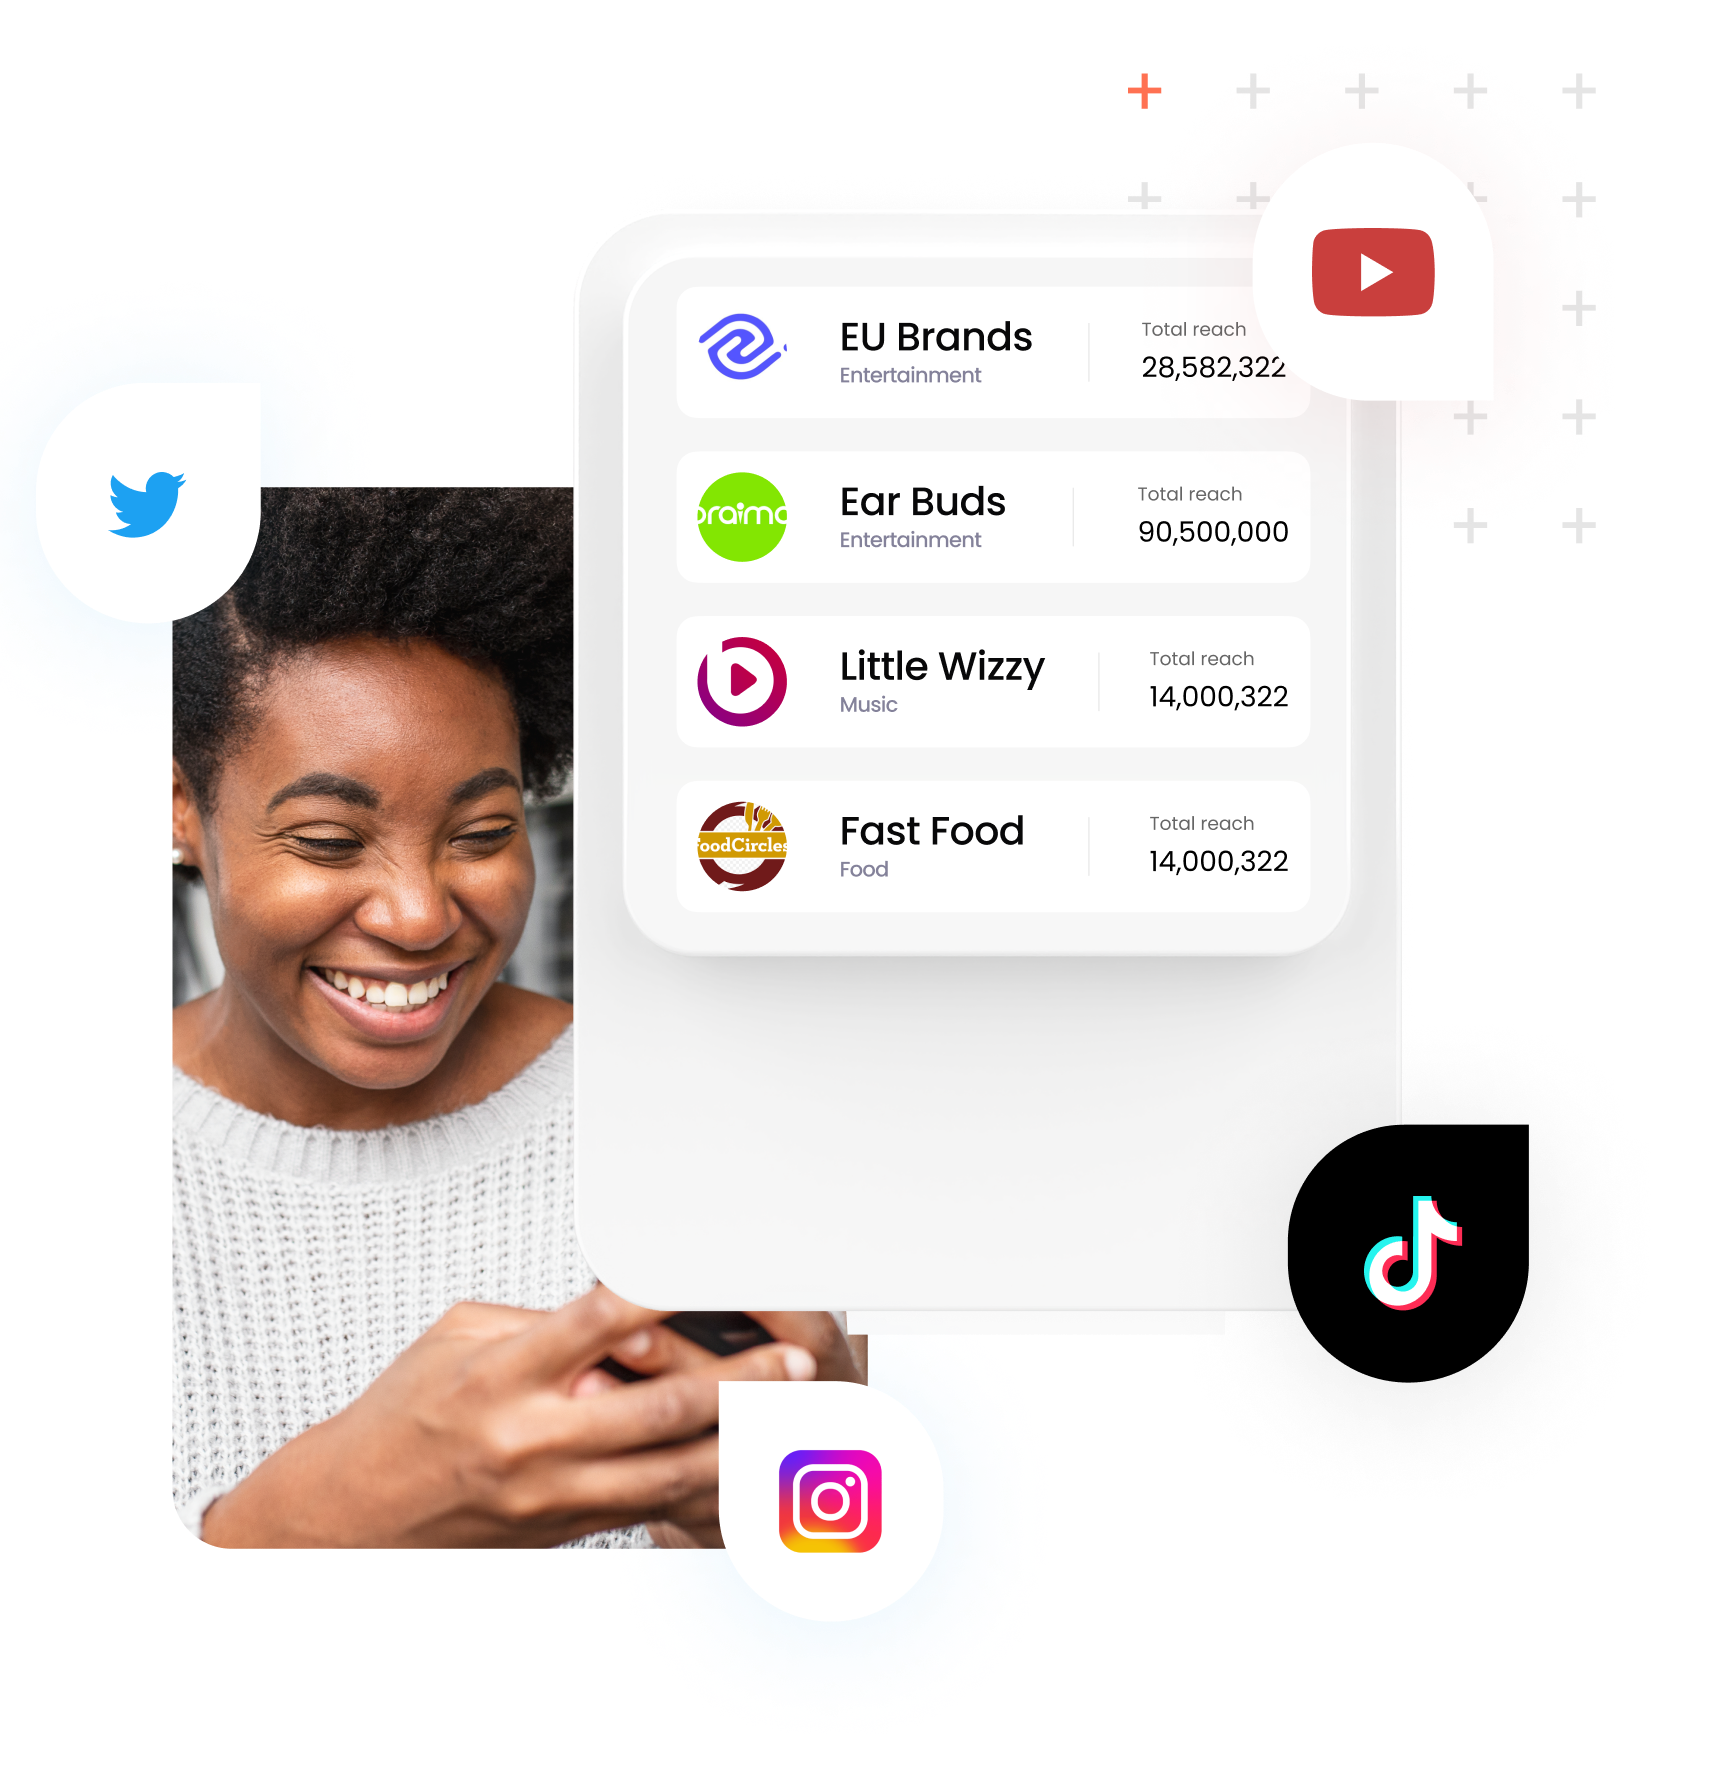 EU Brands
Entertainment
Total reach
28,582,322
oraimo
Ear Buds
Entertainment
Total reach
90,500,000
Little Wizzy
Music
Total reach
14,000,322
FoodCircles
Fast Food
Food
Total reach
14,000,322